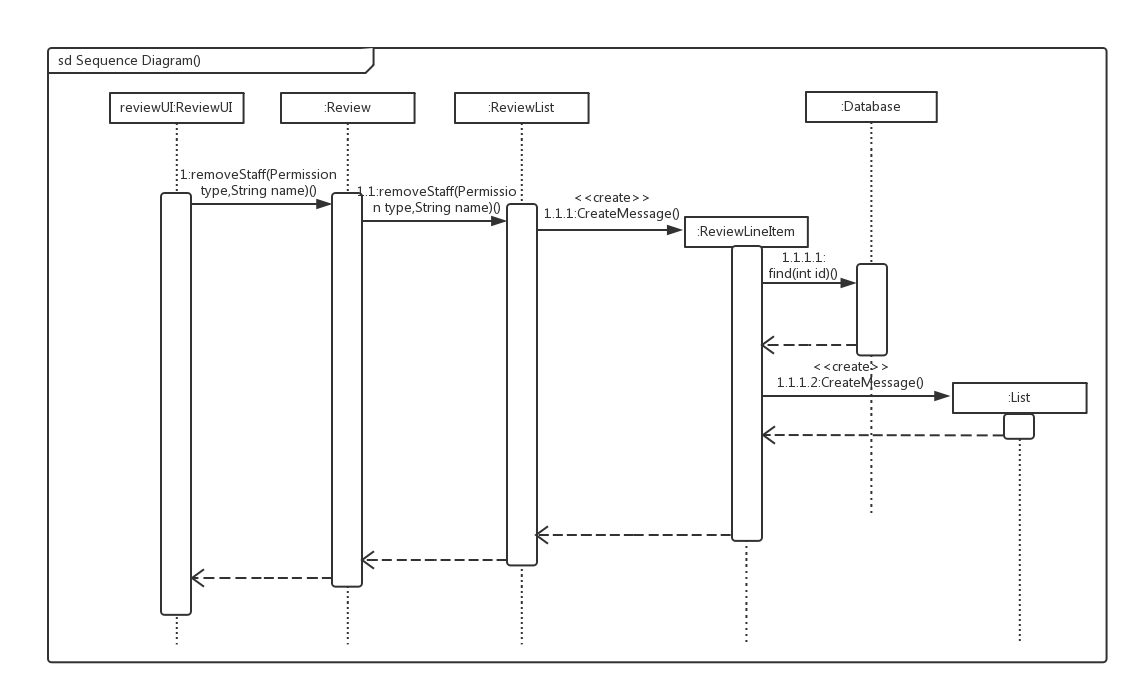 sd Sequence Diagram()
reviewUI:ReviewUI
:Review
:ReviewList
:Database
1:removeStaff(Permission
type,String name)()
1.1:removeStaff(Permissio
n type,String name)()
<<create>>
1.1.1:CreateMessage()
:ReviewLineItem
1.1.1.1:
find(int id)()
<<create>>
1.1.1.2:CreateMessage()
:List